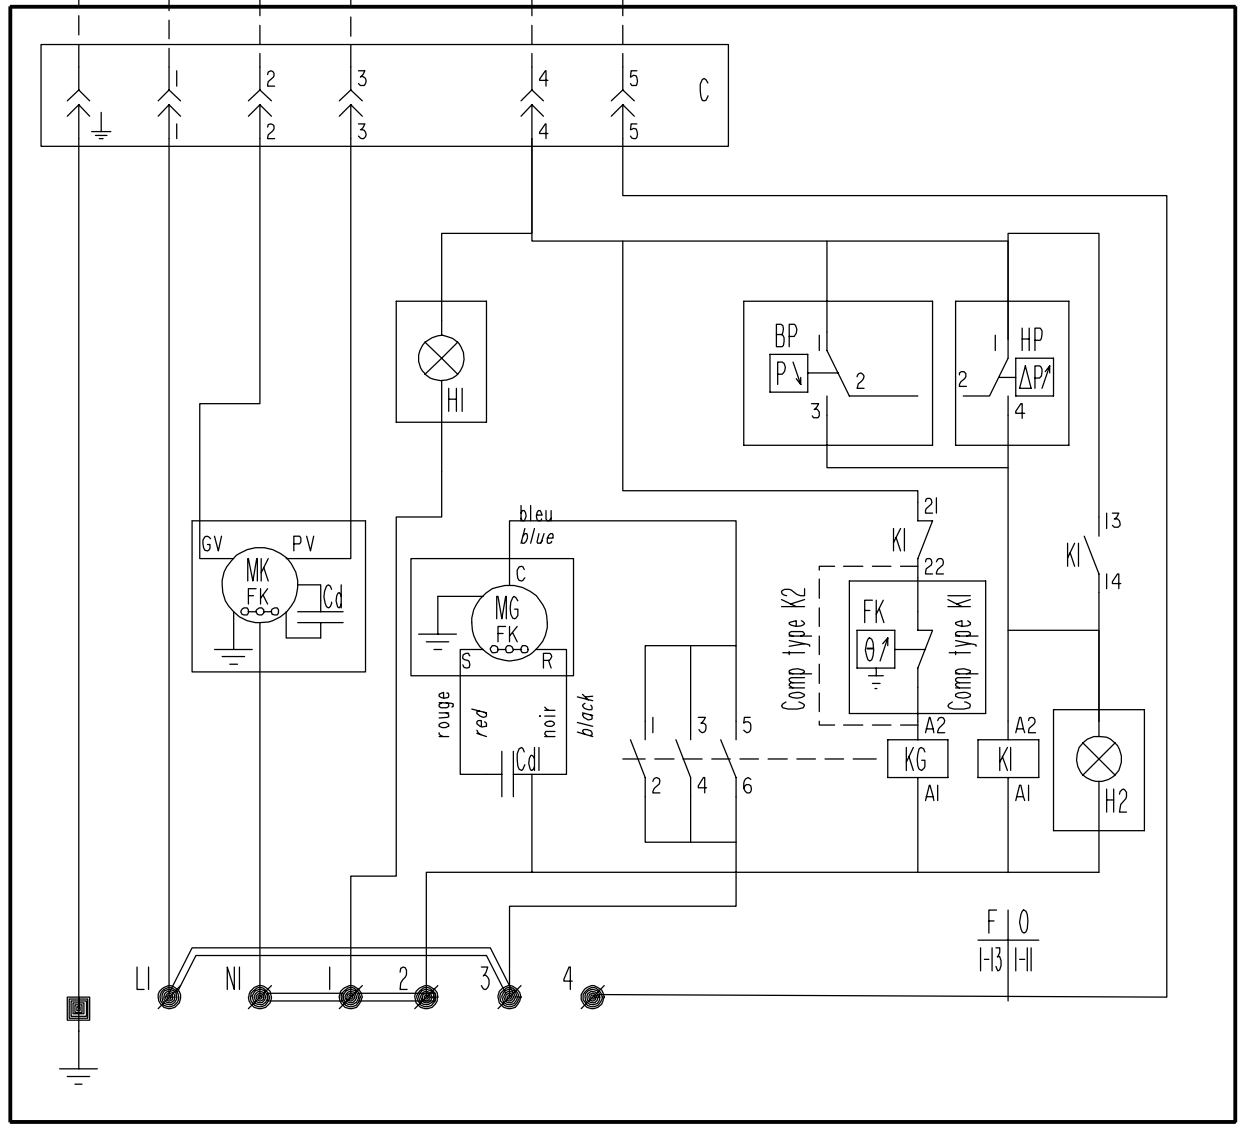 1 2 3 4 5 C
1 2 3 4 5
BP 1 1 HP
P 2 2 ΔP
H1 3 4
bleu 21
blue K1 13
GV PV K1
C 22 14
MK
FK Cd MG FK
FK θ
S R Comp type K2 Comp type K1
rouge red noir black
1 3 5 A2 A2
Cd1 KG K1
2 4 6 A1 A1 H2
F 0
1-13 1-11
L1 N1 1 2 3 4